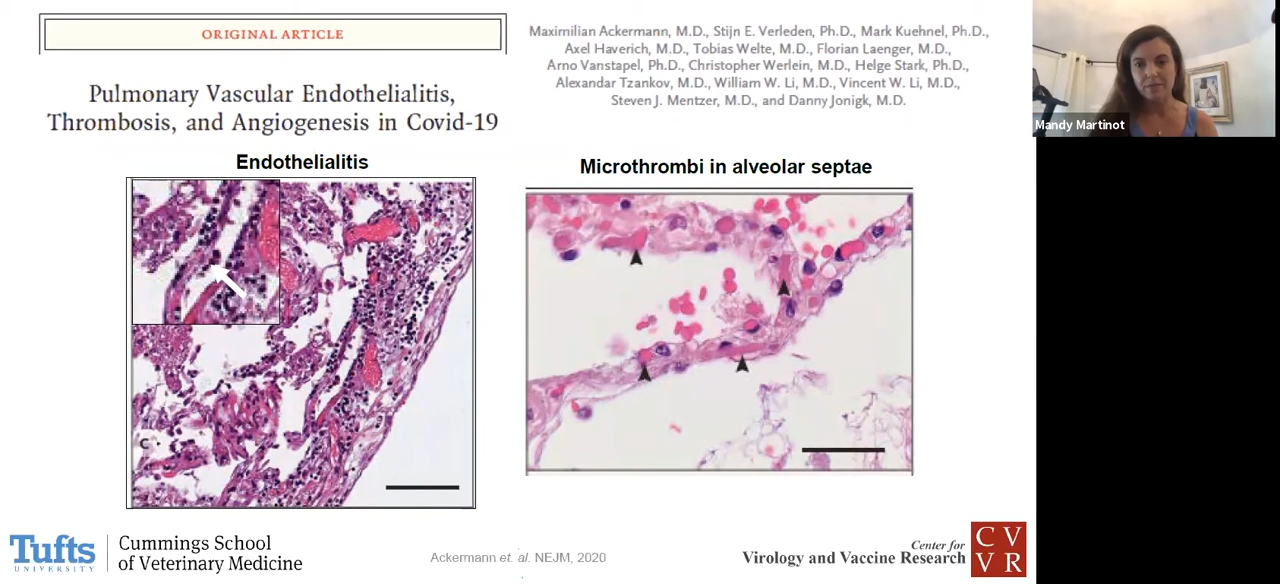 ORIGINAL ARTICLE
Pulmonary Vascular Endothelialitis,
Thrombosis, and Angiogenesis in Covid-19
Maximilian Ackermann, M.D., Stijn E. Verleden, Ph.D., Mark Kuehnel, Ph.D.,
Axel Haverich, M.D., Tobias Welte, M.D., Florian Laenger, M.D.,
Arno Vanstapel, Ph.D., Christopher Werlein, M.D., Helge Stark, Ph.D.,
Alexandar Tzankov, M.D., William W. Li, M.D., Vincent W. Li, M.D.,
Steven J. Mentzer, M.D., and Danny Jonigk, M.D.
Mandy Martinot
Endothelialitis
Microthrombi in alveolar septae
C
Tufts
UNIVERSITY
Cummings School
of Veterinary Medicine
Ackermann et. al. NEJM, 2020
Center for
Virology and Vaccine Research
C V
V R